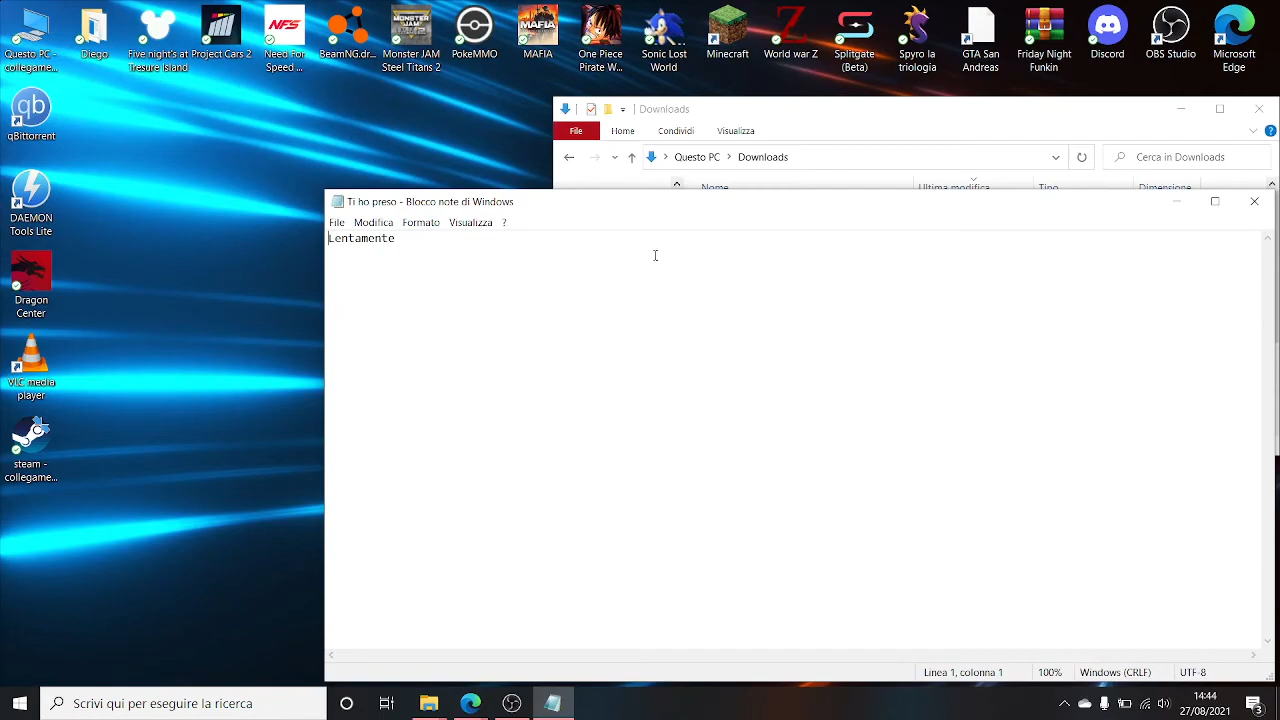 Questo PC - collegame...
Diego
Five night's at Tresure Island
Project Cars 2
Need For Speed ...
BeamNG.dr...
Monster JAM Steel Titans 2
PokeMMO
MAFIA
One Piece Pirate W...
Sonic Lost World
Minecraft
World war Z
Splitgate (Beta)
Spyro la triologia
GTA San Andreas
Friday Night Funkin
Discord
OBS Studio
Microsoft Edge
qBittorrent
DAEMON Tools Lite
Dragon Center
VLC media player
steam - collegame...
Downloads
File Home Condividi Visualizza
Questo PC Downloads
Cerca in Downloads
Nome Ultima modifica Tipo Dimensione
Ti ho preso - Blocco note di Windows
File Modifica Formato Visualizza ?
Lentamente
Linea 1, colonna 1 100% Windows (CRLF) UTF-8
Scrivi qui per eseguire la ricerca
14:44
27/08/2021